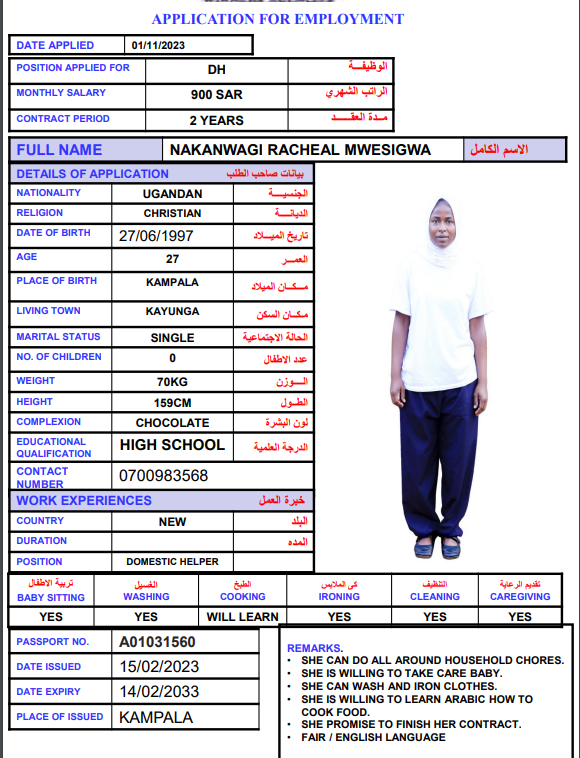 APPLICATION FOR EMPLOYMENT
DATE APPLIED 01/11/2023
POSITION APPLIED FOR DH الوظيفـــة
MONTHLY SALARY 900 SAR الراتب الشهري
CONTRACT PERIOD 2 YEARS مـدة العقـــد
FULL NAME NAKANWAGI RACHEAL MWESIGWA الاسم الكامل
DETAILS OF APPLICATION بيانات صاحب الطلب
NATIONALITY UGANDAN الجنسيـــة
RELIGION CHRISTIAN الديانـــة
DATE OF BIRTH 27/06/1997 تاريخ الميـــلاد
AGE 27 العمـــر
PLACE OF BIRTH KAMPALA مـكـان الميلاد
LIVING TOWN KAYUNGA مـكـان السكن
MARITAL STATUS SINGLE الحالة الاجتماعية
NO. OF CHILDREN 0 عدد الاطفال
WEIGHT 70KG الـــوزن
HEIGHT 159CM الطـول
COMPLEXION CHOCOLATE لون البشرة
EDUCATIONAL QUALIFICATION HIGH SCHOOL الدرجة العلمية
CONTACT NUMBER 0700983568
WORK EXPERIENCES خبرة العمل
COUNTRY NEW البلد
DURATION المده
POSITION DOMESTIC HELPER
تربية الاطفال الغسيل الطبخ كي الملابس التنظيف تقديم الرعاية
BABY SITTING WASHING COOKING IRONING CLEANING CAREGIVING
YES YES WILL LEARN YES YES YES
PASSPORT NO. A01031560
DATE ISSUED 15/02/2023
DATE EXPIRY 14/02/2033
PLACE OF ISSUED KAMPALA
REMARKS.
• SHE CAN DO ALL AROUND HOUSEHOLD CHORES.
• SHE IS WILLING TO TAKE CARE BABY.
• SHE CAN WASH AND IRON CLOTHES.
• SHE IS WILLING TO LEARN ARABIC HOW TO
COOK FOOD.
• SHE PROMISE TO FINISH HER CONTRACT.
• FAIR / ENGLISH LANGUAGE